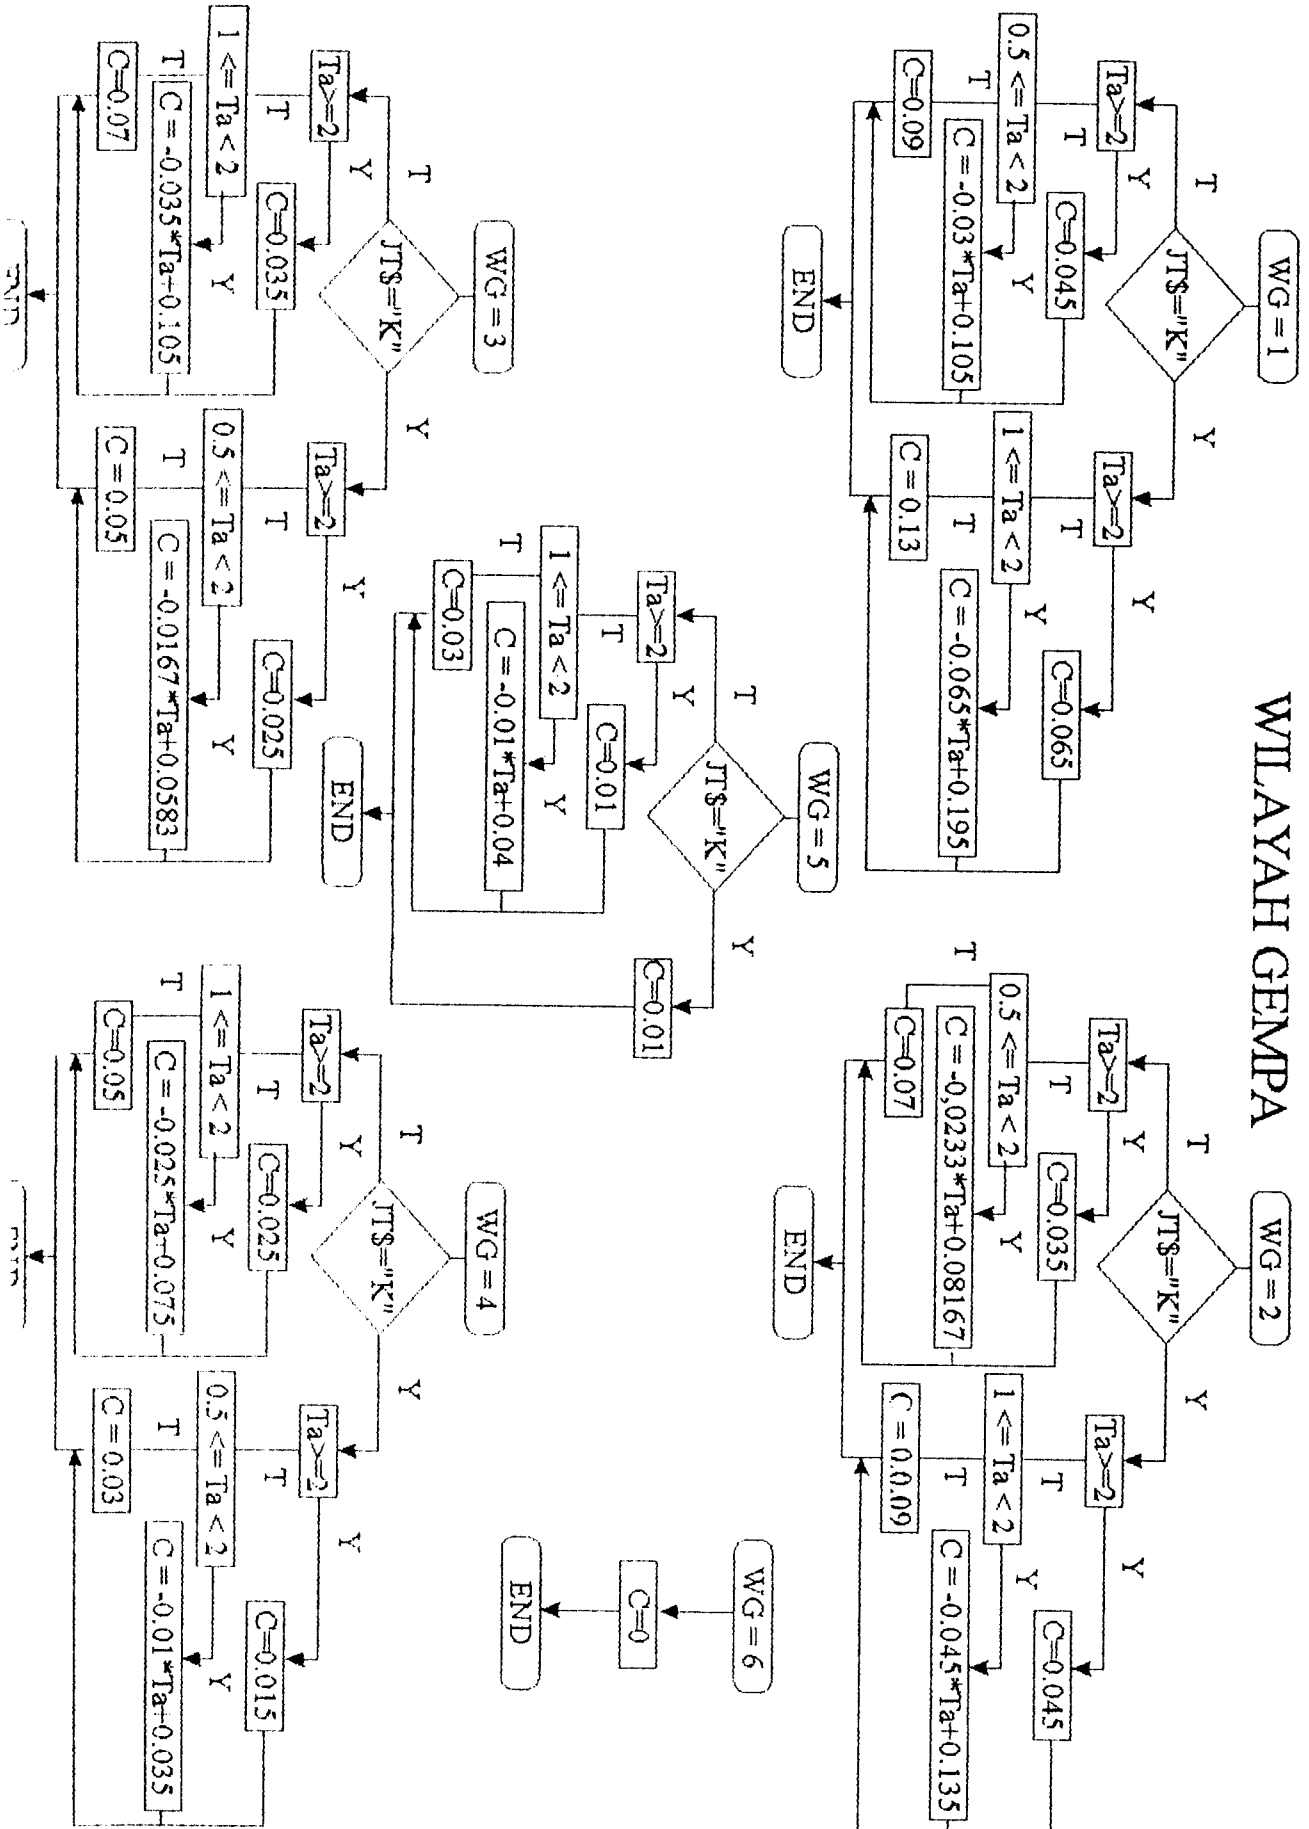 WILAYAH GEMPA
WG = 1
JT$="K"
T
Y
Ta>=2
Y
T
C=0.045
0.5 <= Ta < 2
Y
T
C = -0.03*Ta+0.105
C=0.09
Ta>=2
Y
T
C=0.065
1 <= Ta < 2
Y
T
C = -0.065*Ta+0.195
C = 0.13
END
WG = 2
JT$="K"
T
Y
Ta>=2
Y
T
C=0.035
0.5 <= Ta < 2
Y
T
C = -0,0233*Ta+0.08167
C=0.07
Ta>=2
Y
T
C=0.045
1 <= Ta < 2
Y
T
C = -0.045*Ta+0.135
C = 0.0.09
END
WG = 5
JT$="K"
T
Y
Ta>=2
Y
T
C=0.01
1 <= Ta < 2
Y
T
C = -0.01*Ta+0.04
C=0.03
C=0.01
END
WG = 6
C=0
END
WG = 3
JT$="K"
T
Y
Ta>=2
Y
T
C=0.035
1 <= Ta < 2
Y
T
C = -0.035*Ta+0.105
C=0.07
Ta>=2
Y
T
C=0.025
0.5 <= Ta < 2
Y
T
C = -0.0167*Ta+0.0583
C = 0.05
END
WG = 4
JT$="K"
T
Y
Ta>=2
Y
T
C=0.025
1 <= Ta < 2
Y
T
C = -0.025*Ta+0.075
C=0.05
Ta>=2
Y
T
C=0.015
0.5 <= Ta < 2
Y
T
C = -0.01*Ta+0.035
C = 0.03